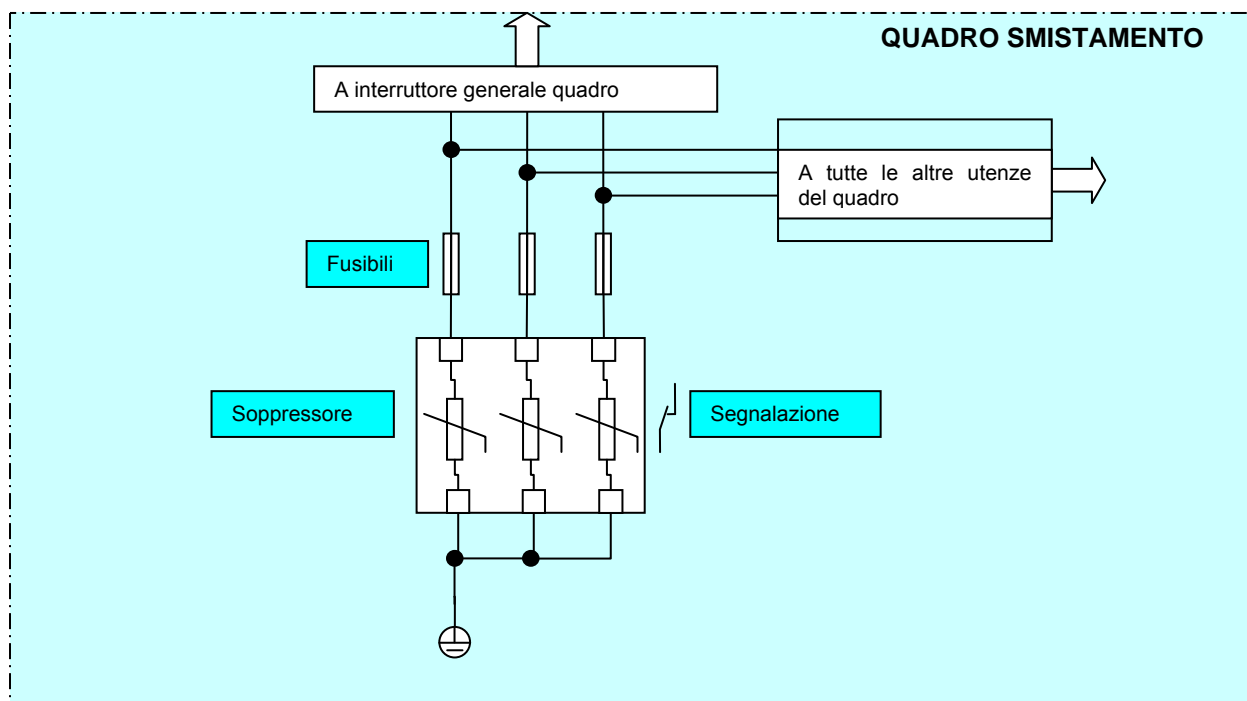 QUADRO SMISTAMENTO
A interruttore generale quadro
A tutte le altre utenze
del quadro
Fusibili
Soppressore
Segnalazione